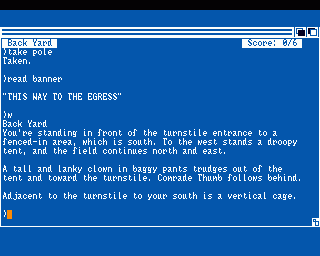 Back Yard Score: 0/6
)take pole
Taken.
)read banner
"THIS WAY TO THE EGRESS"
)w
Back Yard
You're standing in front of the turnstile entrance to a
fenced-in area, which is south. To the west stands a droopy
tent, and the field continues north and east.
A tall and lanky clown in baggy pants trudges out of the
tent and toward the turnstile. Comrade Thumb follows behind.
Adjacent to the turnstile to your south is a vertical cage.
)